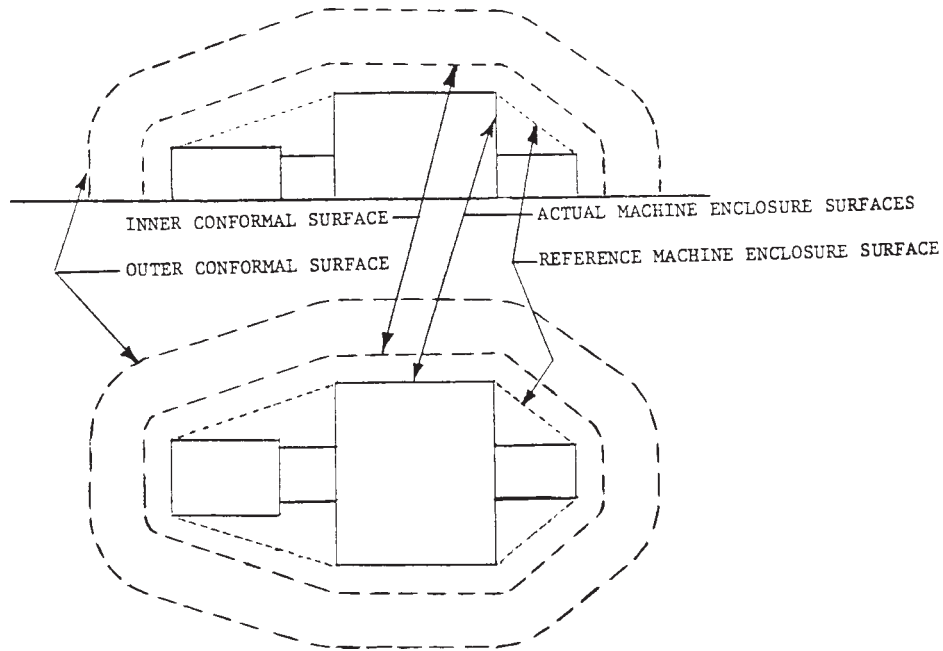 INNER CONFORMAL SURFACE
ACTUAL MACHINE ENCLOSURE SURFACES
OUTER CONFORMAL SURFACE
REFERENCE MACHINE ENCLOSURE SURFACE